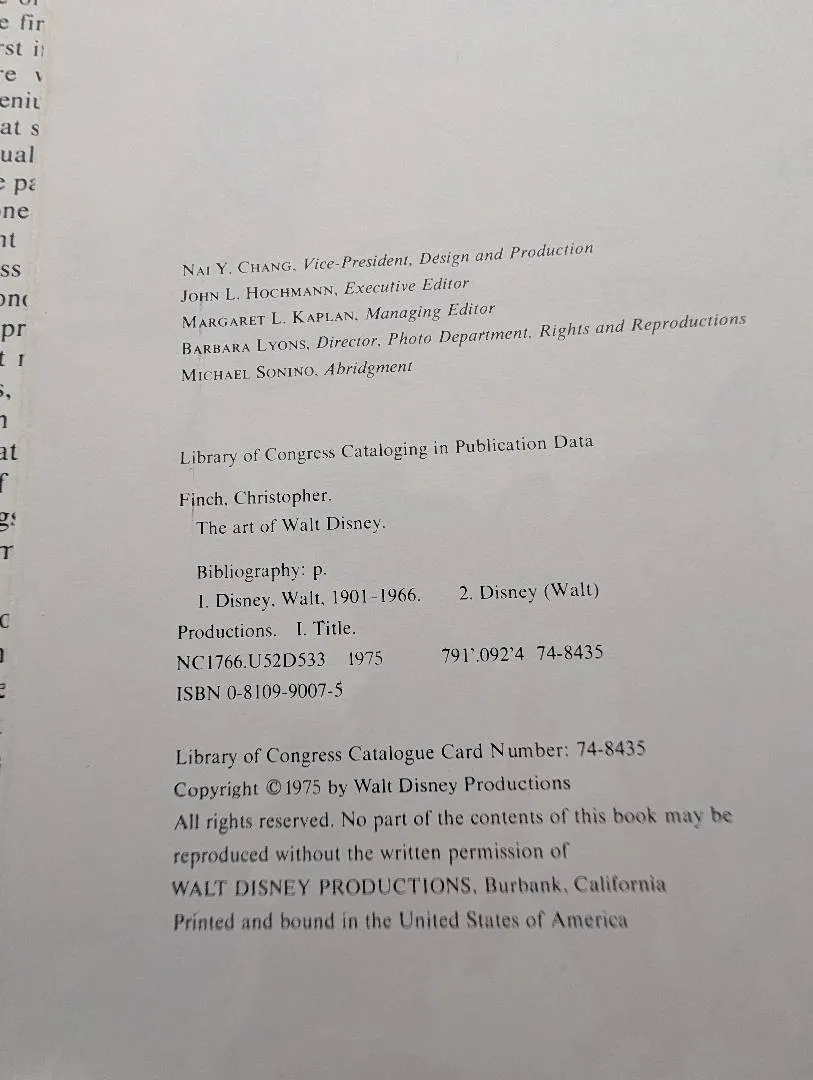 NAI Y. CHANG, Vice-President, Design and Production
JOHN L. HOCHMANN, Executive Editor
MARGARET L. KAPLAN, Managing Editor
BARBARA LYONS, Director, Photo Department, Rights and Reproductions
MICHAEL SONINO, Abridgment
Library of Congress Cataloging in Publication Data
Finch, Christopher.
The art of Walt Disney.
Bibliography: p.
1. Disney, Walt, 1901-1966. 2. Disney (Walt)
Productions. I. Title.
NC1766.U52D533 1975 791'.092'4 74-8435
ISBN 0-8109-9007-5
Library of Congress Catalogue Card Number: 74-8435
Copyright © 1975 by Walt Disney Productions
All rights reserved. No part of the contents of this book may be
reproduced without the written permission of
WALT DISNEY PRODUCTIONS, Burbank, California
Printed and bound in the United States of America